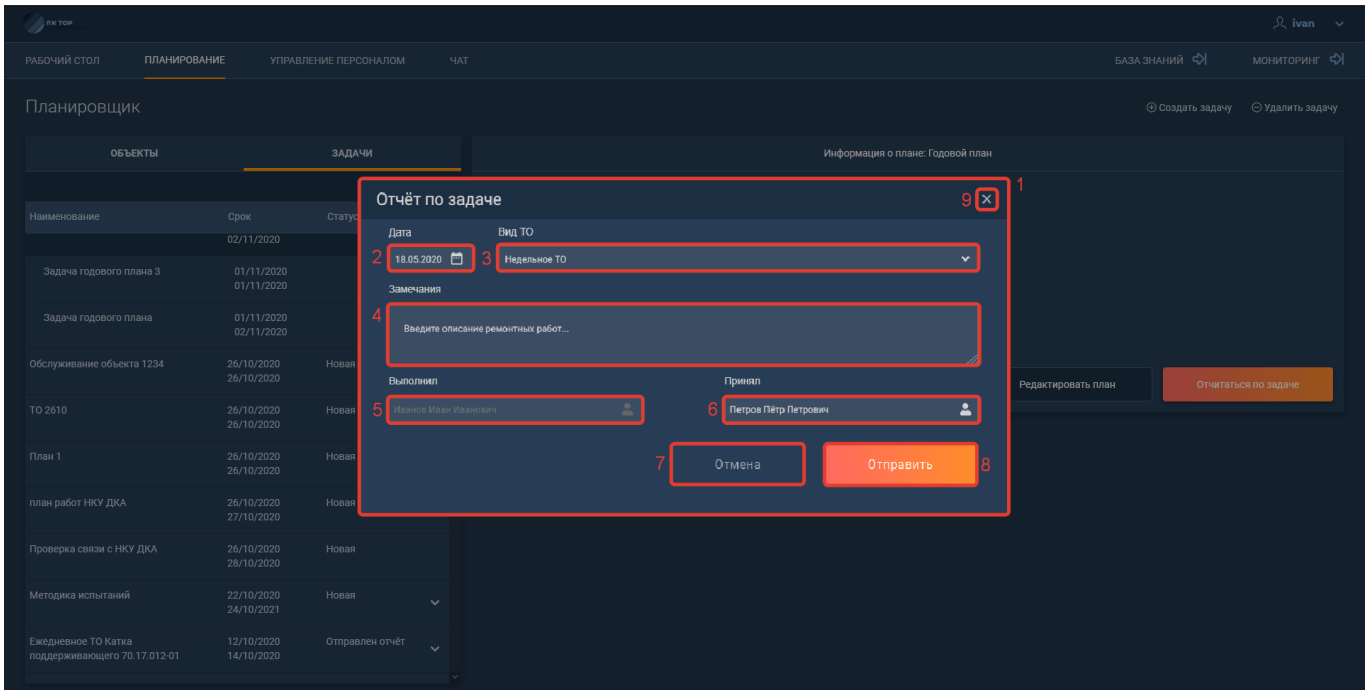 ПК ТОР
ivan
РАБОЧИЙ СТОЛ ПЛАНИРОВАНИЕ УПРАВЛЕНИЕ ПЕРСОНАЛОМ ЧАТ БАЗА ЗНАНИЙ МОНИТОРИНГ
Планировщик Создать задачу Удалить задачу
ОБЪЕКТЫ ЗАДАЧИ Информация о плане: Годовой план
1
Отчёт по задаче 9
Наименование Срок Статус
02/11/2020
Дата Вид ТО
2 18.05.2020 3 Недельное ТО
Задача годового плана 3 01/11/2020
01/11/2020
Замечания
4 Введите описание ремонтных работ...
Задача годового плана 01/11/2020
02/11/2020
Обслуживание объекта 1234 26/10/2020 Новая
26/10/2020
Выполнил Принял
Редактировать план Отчитаться по задаче
5 Иванов Иван Иванович 6 Петров Пётр Петрович
ТО 2610 26/10/2020 Новая
26/10/2020
План 1 26/10/2020 Новая
26/10/2020
7 Отмена Отправить 8
план работ НКУ ДКА 26/10/2020 Новая
27/10/2020
Проверка связи с НКУ ДКА 26/10/2020 Новая
28/10/2020
Методика испытаний 22/10/2020 Новая
24/10/2021
Ежедневное ТО Катка 12/10/2020 Отправлен отчёт
поддерживающего 70.17.012-01 14/10/2020